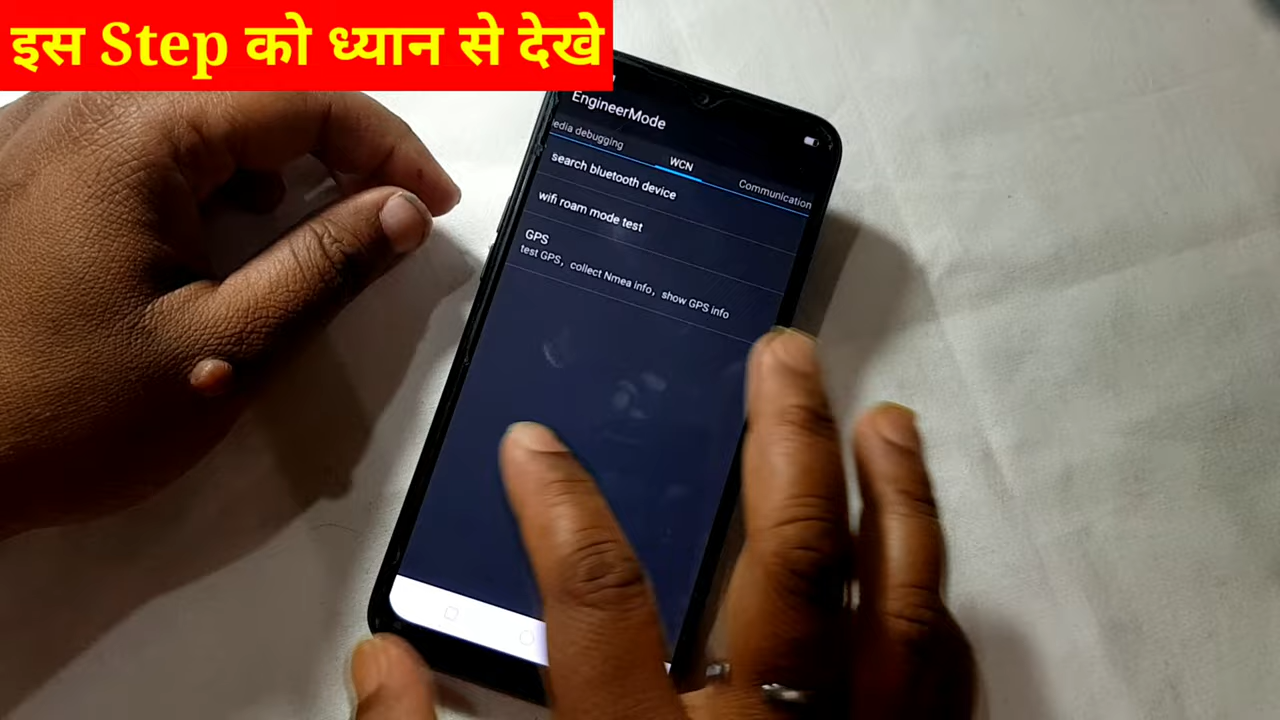 इस Step को ध्यान से देखे
EngineerMode
edia debugging
WCN
Communication
search bluetooth device
wifi roam mode test
GPS
test GPS，collect Nmea info，show GPS info